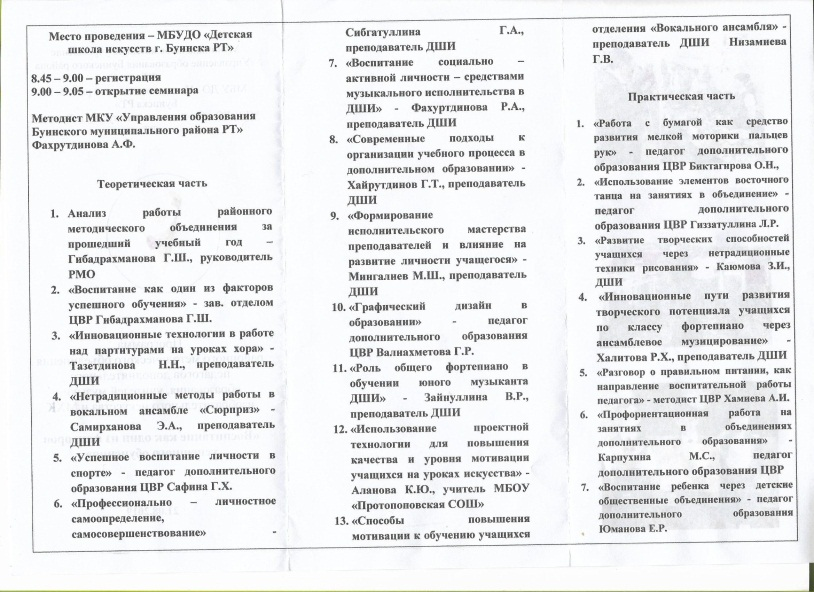 Место проведения – МБУДО «Детская
школа искусств г. Буинска РТ»
8.45 – 9.00 – регистрация
9.00 – 9.05 – открытие семинара
Методист МКУ «Управления образования
Буинского муниципального района РТ»
Фахрутдинова А.Ф.
Теоретическая часть
1. Анализ работы районного
методического объединения за
прошедший учебный год –
Гибадрахманова Г.Ш., руководитель
РМО
2. «Воспитание как один из факторов
успешного обучения» - зав. отделом
ЦВР Гибадрахманова Г.Ш.
3. «Инновационные технологии в работе
над партитурами на уроках хора» -
Тазетдинова Н.Н., преподаватель
ДШИ
4. «Нетрадиционные методы работы в
вокальном ансамбле «Сюрприз» -
Самирханова Э.А., преподаватель
ДШИ
5. «Успешное воспитание личности в
спорте» - педагог дополнительного
образования ЦВР Сафина Г.Х.
6. «Профессионально – личностное
самоопределение,
самосовершенствование» -
Сибгатуллина Г.А.,
преподаватель ДШИ
7. «Воспитание социально –
активной личности – средствами
музыкального исполнительства в
ДШИ» - Фахуртдинова Р.А.,
преподаватель ДШИ
8. «Современные подходы к
организации учебного процесса в
дополнительном образовании» -
Хайрутдинов Г.Т., преподаватель
ДШИ
9. «Формирование
исполнительского мастерства
преподавателей и влияние на
развитие личности учащегося» -
Мингалиев М.Ш., преподаватель
ДШИ
10. «Графический дизайн в
образовании» - педагог
дополнительного образования
ЦВР Валиахметова Г.Р.
11. «Роль общего фортепиано в
обучении юного музыканта
ДШИ» - Зайнуллина В.Р.,
преподаватель ДШИ
12. «Использование проектной
технологии для повышения
качества и уровня мотивации
учащихся на уроках искусства» -
Аланова К.Ю., учитель МБОУ
«Протопоповская СОШ»
13. «Способы повышения
мотивации к обучению учащихся
отделения «Вокального ансамбля» -
преподаватель ДШИ Низамиева
Г.В.
Практическая часть
1. «Работа с бумагой как средство
развития мелкой моторики пальцев
рук» - педагог дополнительного
образования ЦВР Биктагирова О.Н.,
2. «Использование элементов восточного
танца на занятиях в объединение» -
педагог дополнительного
образования ЦВР Гиззатуллина Л.Р.
3. «Развитие творческих способностей
учащихся через нетрадиционные
техники рисования» - Каюмова З.И.,
ДШИ
4. «Инновационные пути развития
творческого потенциала учащихся
по классу фортепиано через
ансамблевое музицирование» -
Халитова Р.Х., преподаватель ДШИ
5. «Разговор о правильном питании, как
направление воспитательной работы
педагога» - методист ЦВР Хамиева А.И.
6. «Профориентационная работа на
занятиях в объединениях
дополнительного образования» -
Карпухина М.С., педагог
дополнительного образования ЦВР
7. «Воспитание ребенка через детские
общественные объединения» - педагог
дополнительного образования
Юманова Е.Р.